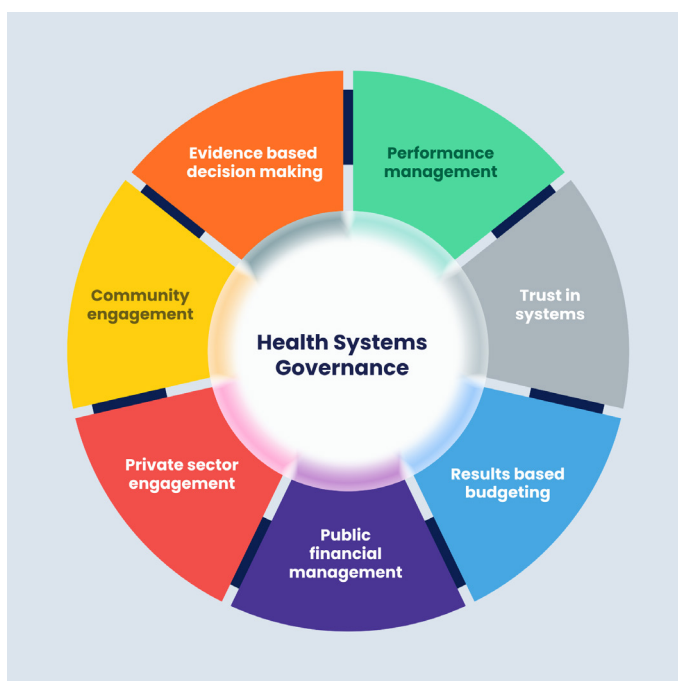 Evidence based
decision making
Performance
management
Community
engagement
Trust in
systems
Health Systems
Governance
Private sector
engagement
Results based
budgeting
Public
financial
management